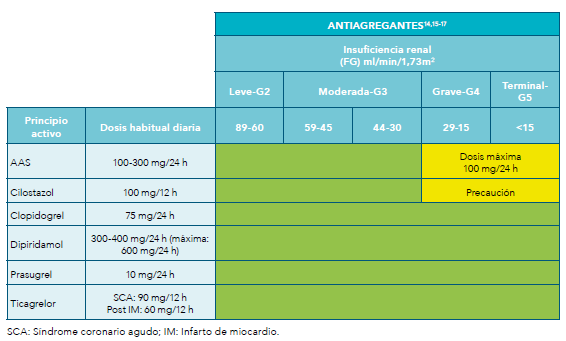 ANTIAGREGANTES14,15-17
Insuficiencia renal
(FG) ml/min/1,73m2
Leve-G2
Moderada-G3
Grave-G4
Terminal-
G5
Principio
activo
Dosis habitual diaria
89-60
59-45
44-30
29-15
<15
AAS
100-300 mg/24 h
Dosis máxima
100 mg/24 h
Cilostazol
100 mg/12 h
Precaución
Clopidogrel
75 mg/24 h
Dipiridamol
300-400 mg/24 h (máxima:
600 mg/24 h)
Prasugrel
10 mg/24 h
Ticagrelor
SCA: 90 mg/12 h
Post IM: 60 mg/12 h
SCA: Síndrome coronario agudo; IM: Infarto de miocardio.